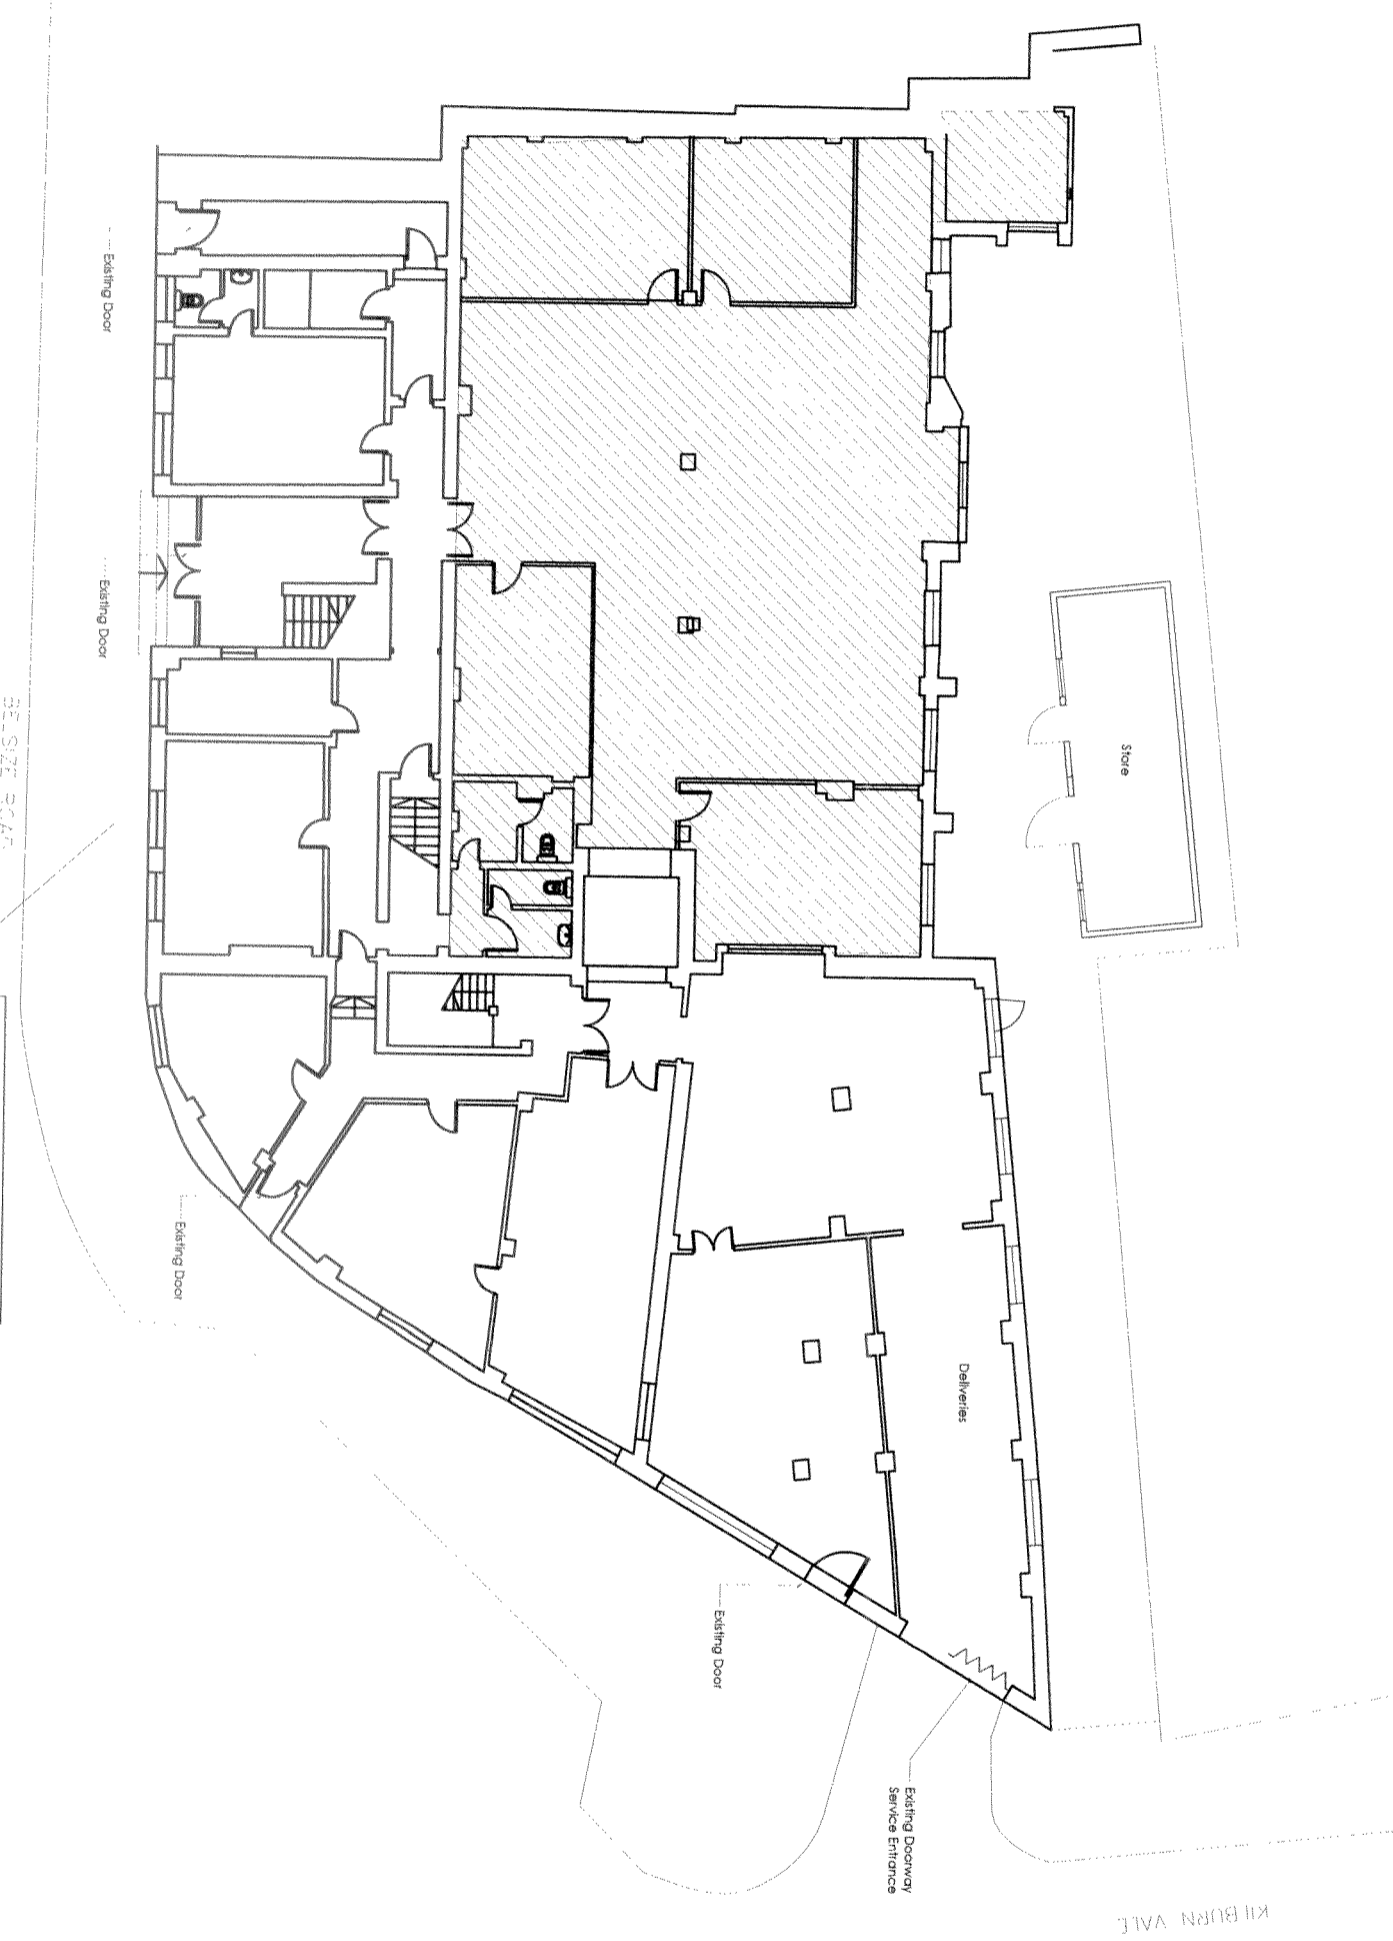 Existing Door
Existing Door
BELSIZE ROAD
Store
Existing Door
Deliveries
Existing Door
Existing Doorway
Service Entrance
KILBURN VALE